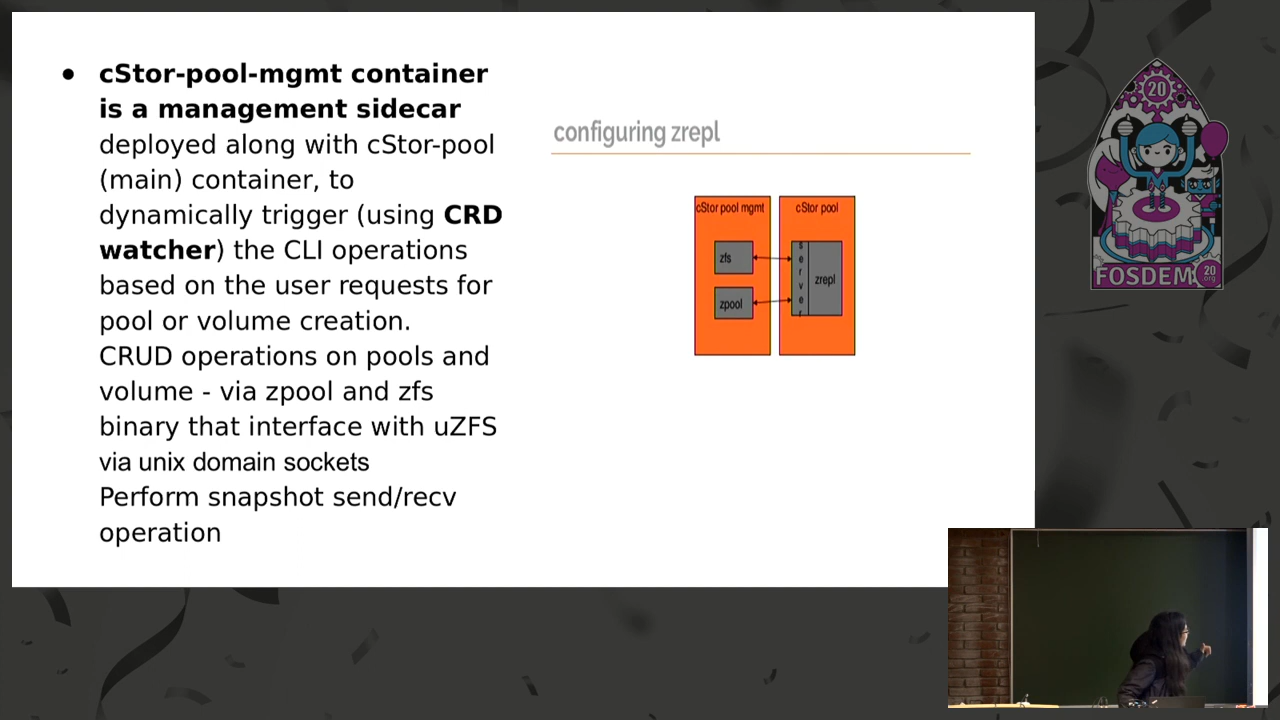 ● cStor-pool-mgmt container
is a management sidecar
deployed along with cStor-pool
(main) container, to
dynamically trigger (using CRD
watcher) the CLI operations
based on the user requests for
pool or volume creation.
CRUD operations on pools and
volume - via zpool and zfs
binary that interface with uZFS
via unix domain sockets
Perform snapshot send/recv
operation
configuring zrepl
cStor pool mgmt
zfs
zpool
cStor pool
server
zrepl
20
FOSDEM
20
org